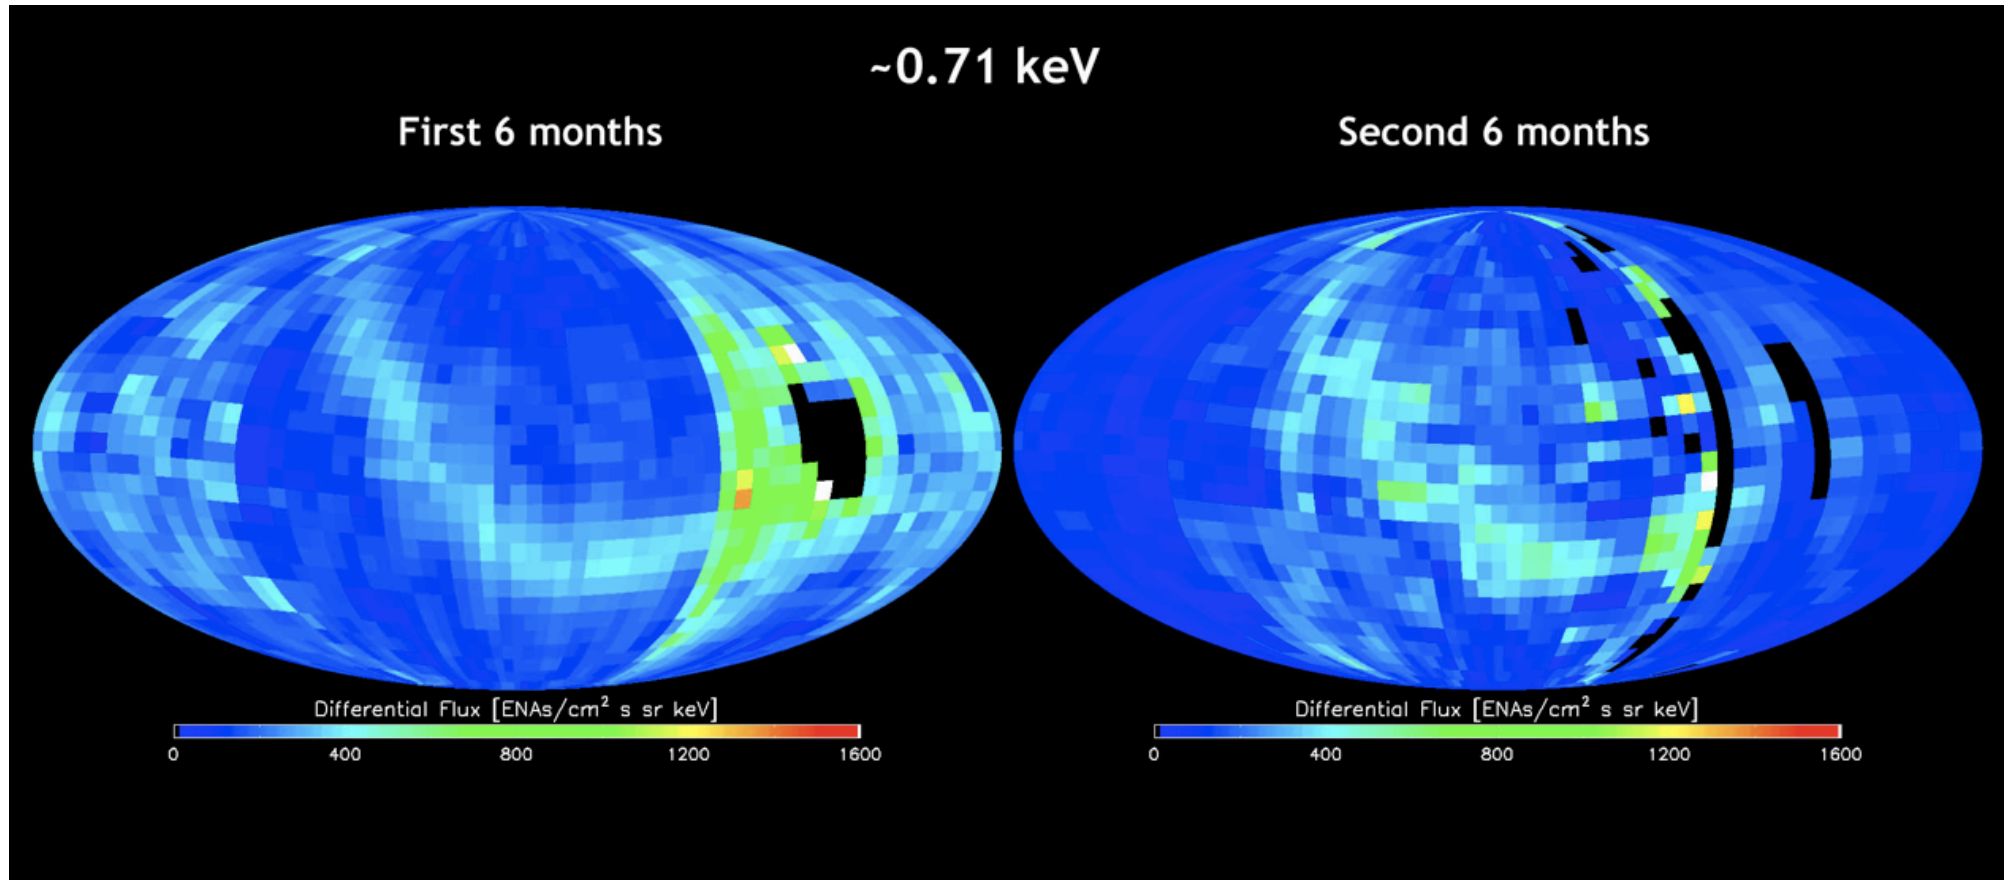 ~0.71 keV
First 6 months
Second 6 months
Differential Flux [ENAs/cm² s sr keV]
0 400 800 1200 1600
Differential Flux [ENAs/cm² s sr keV]
0 400 800 1200 1600